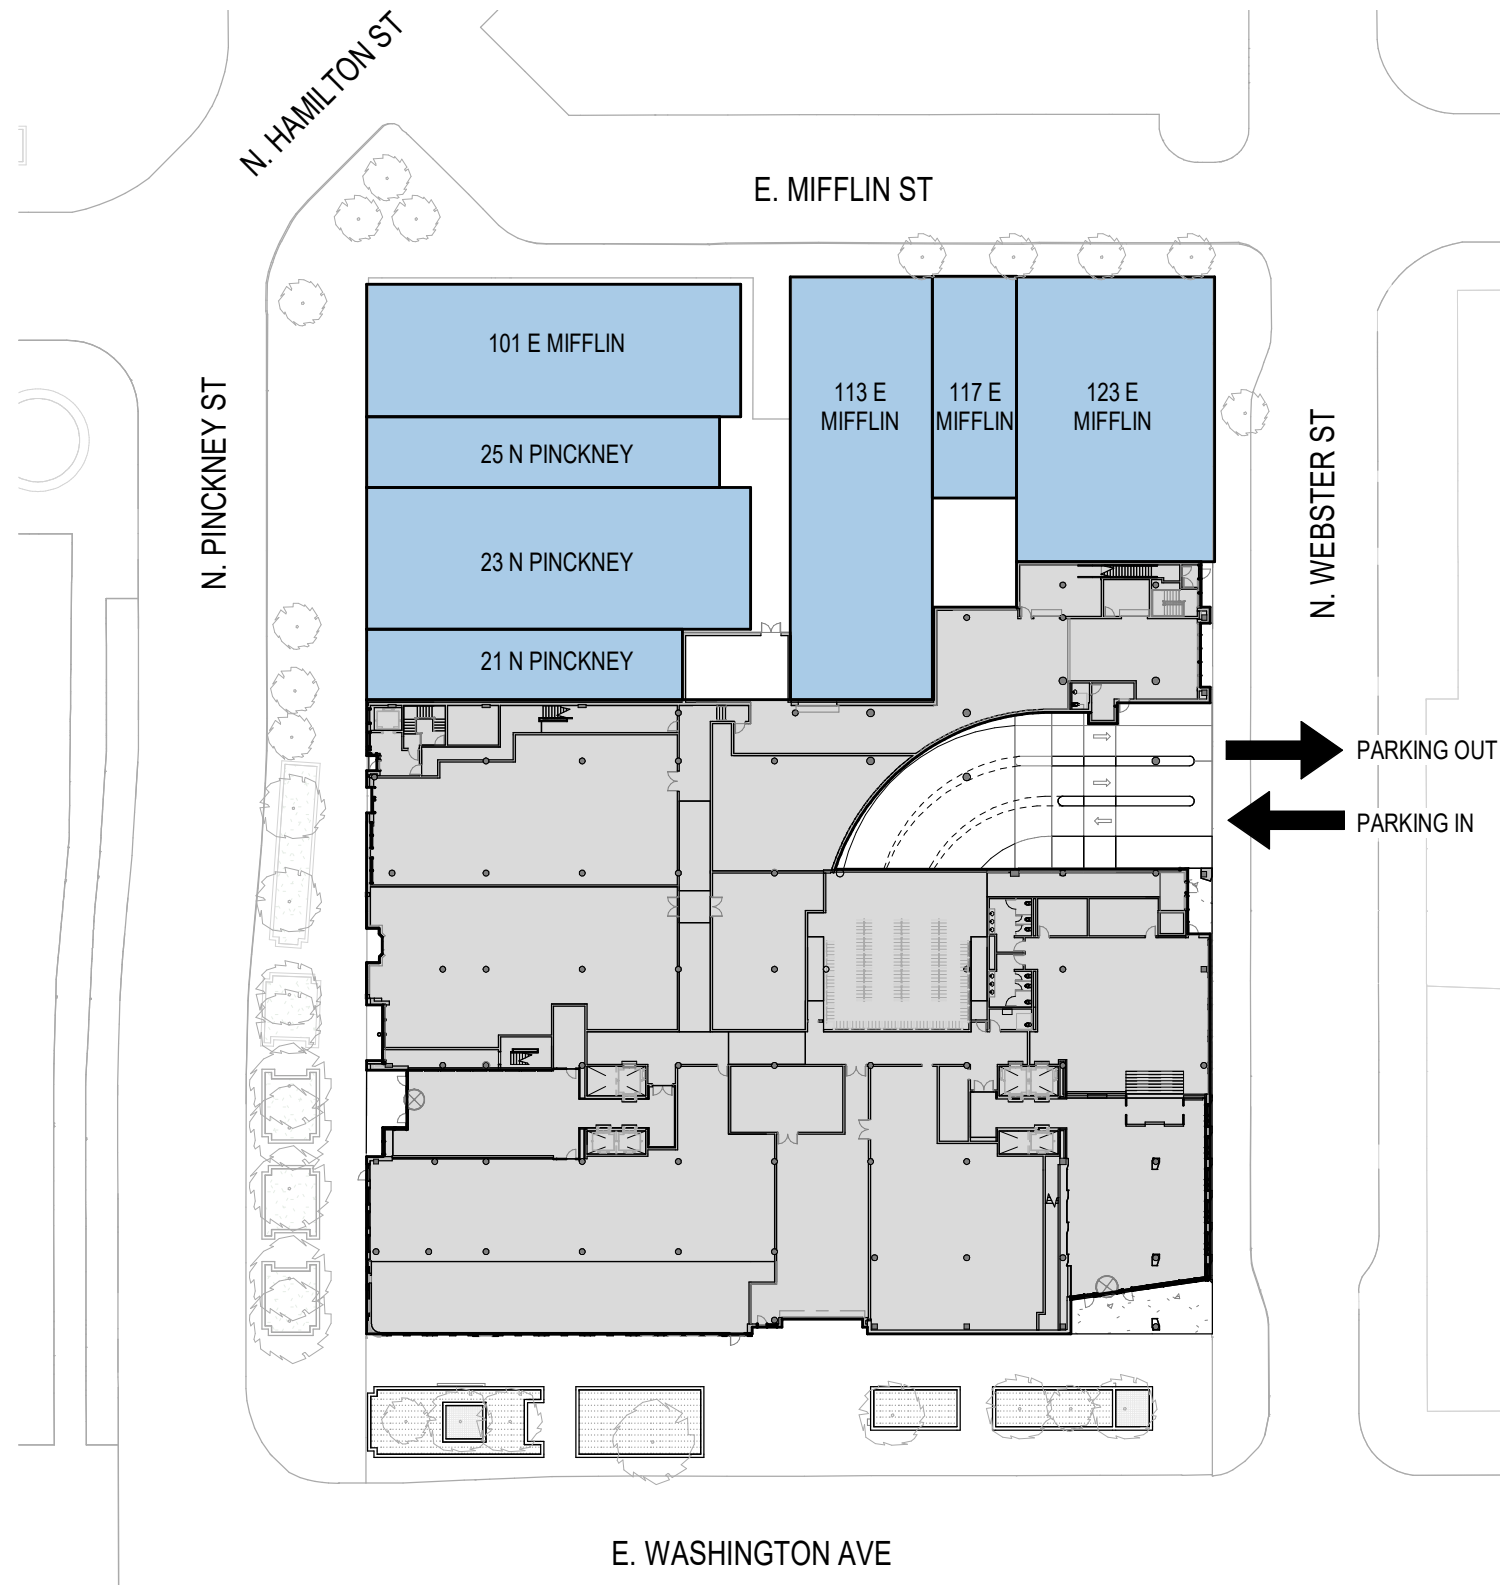 N. HAMILTON ST
E. MIFFLIN ST
101 E MIFFLIN
113 E
MIFFLIN
117 E
MIFFLIN
123 E
MIFFLIN
25 N PINCKNEY
N. PINCKNEY ST
N. WEBSTER ST
23 N PINCKNEY
21 N PINCKNEY
PARKING OUT
PARKING IN
E. WASHINGTON AVE